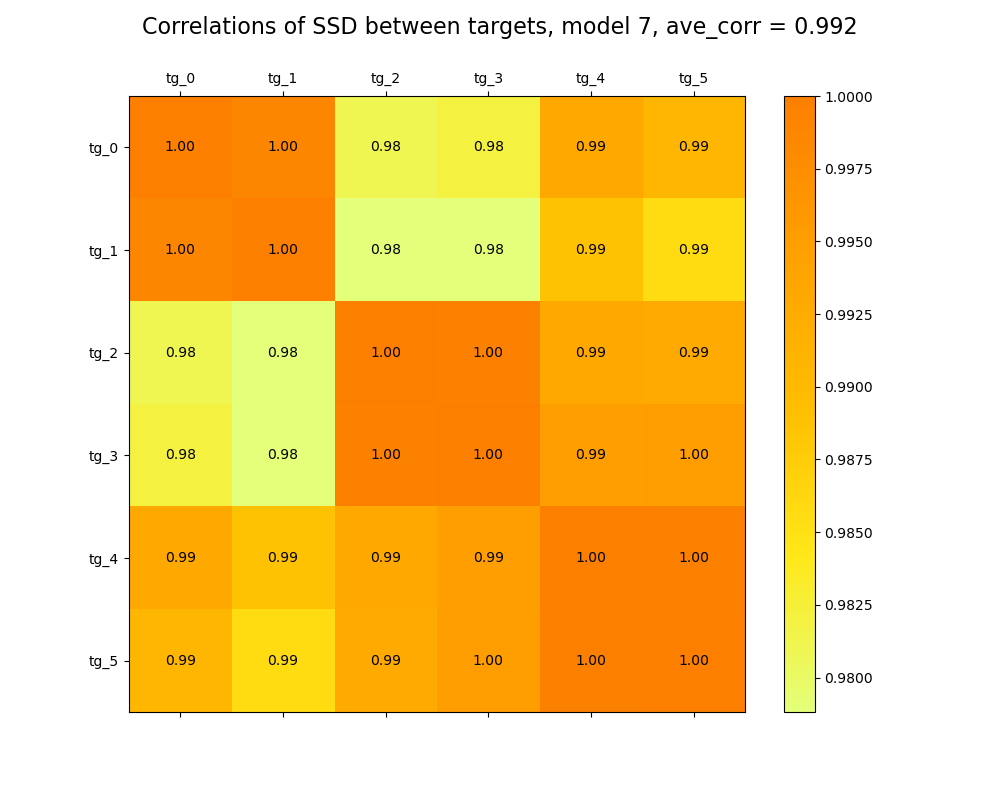 Correlations of SSD between targets, model 7, ave_corr = 0.992
tg_0 tg_1 tg_2 tg_3 tg_4 tg_5
tg_0 1.00 1.00 0.98 0.98 0.99 0.99
tg_1 1.00 1.00 0.98 0.98 0.99 0.99
tg_2 0.98 0.98 1.00 1.00 0.99 0.99
tg_3 0.98 0.98 1.00 1.00 0.99 1.00
tg_4 0.99 0.99 0.99 0.99 1.00 1.00
tg_5 0.99 0.99 0.99 1.00 1.00 1.00
1.0000
0.9975
0.9950
0.9925
0.9900
0.9875
0.9850
0.9825
0.9800